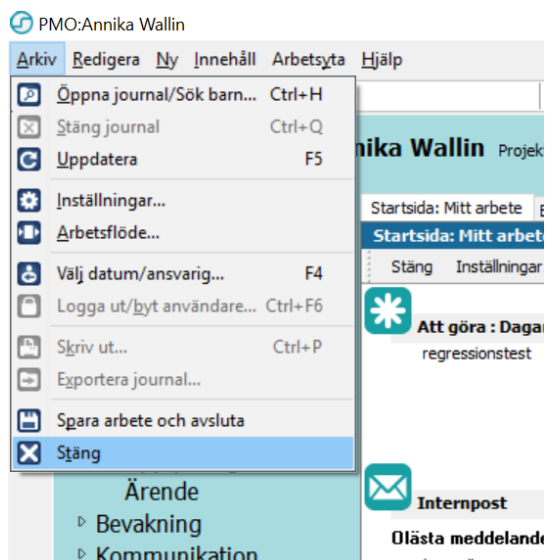 PMO:Annika Wallin
Arkiv Redigera Ny Innehåll Arbetsyta Hjälp
Öppna journal/Sök barn... Ctrl+H
Stäng journal Ctrl+Q
Uppdatera F5
Inställningar...
Arbetsflöde...
Välj datum/ansvarig... F4
Logga ut/byt användare... Ctrl+F6
Skriv ut... Ctrl+P
Exportera journal...
Spara arbete och avsluta
Stäng
Ärende
Bevakning
Kommunikation
nika Wallin Projek
Startsida: Mitt arbete
Startsida: Mitt arbet
Stäng Inställningar
Att göra : Dagar
regressionstest
Internpost
Olästa meddelande